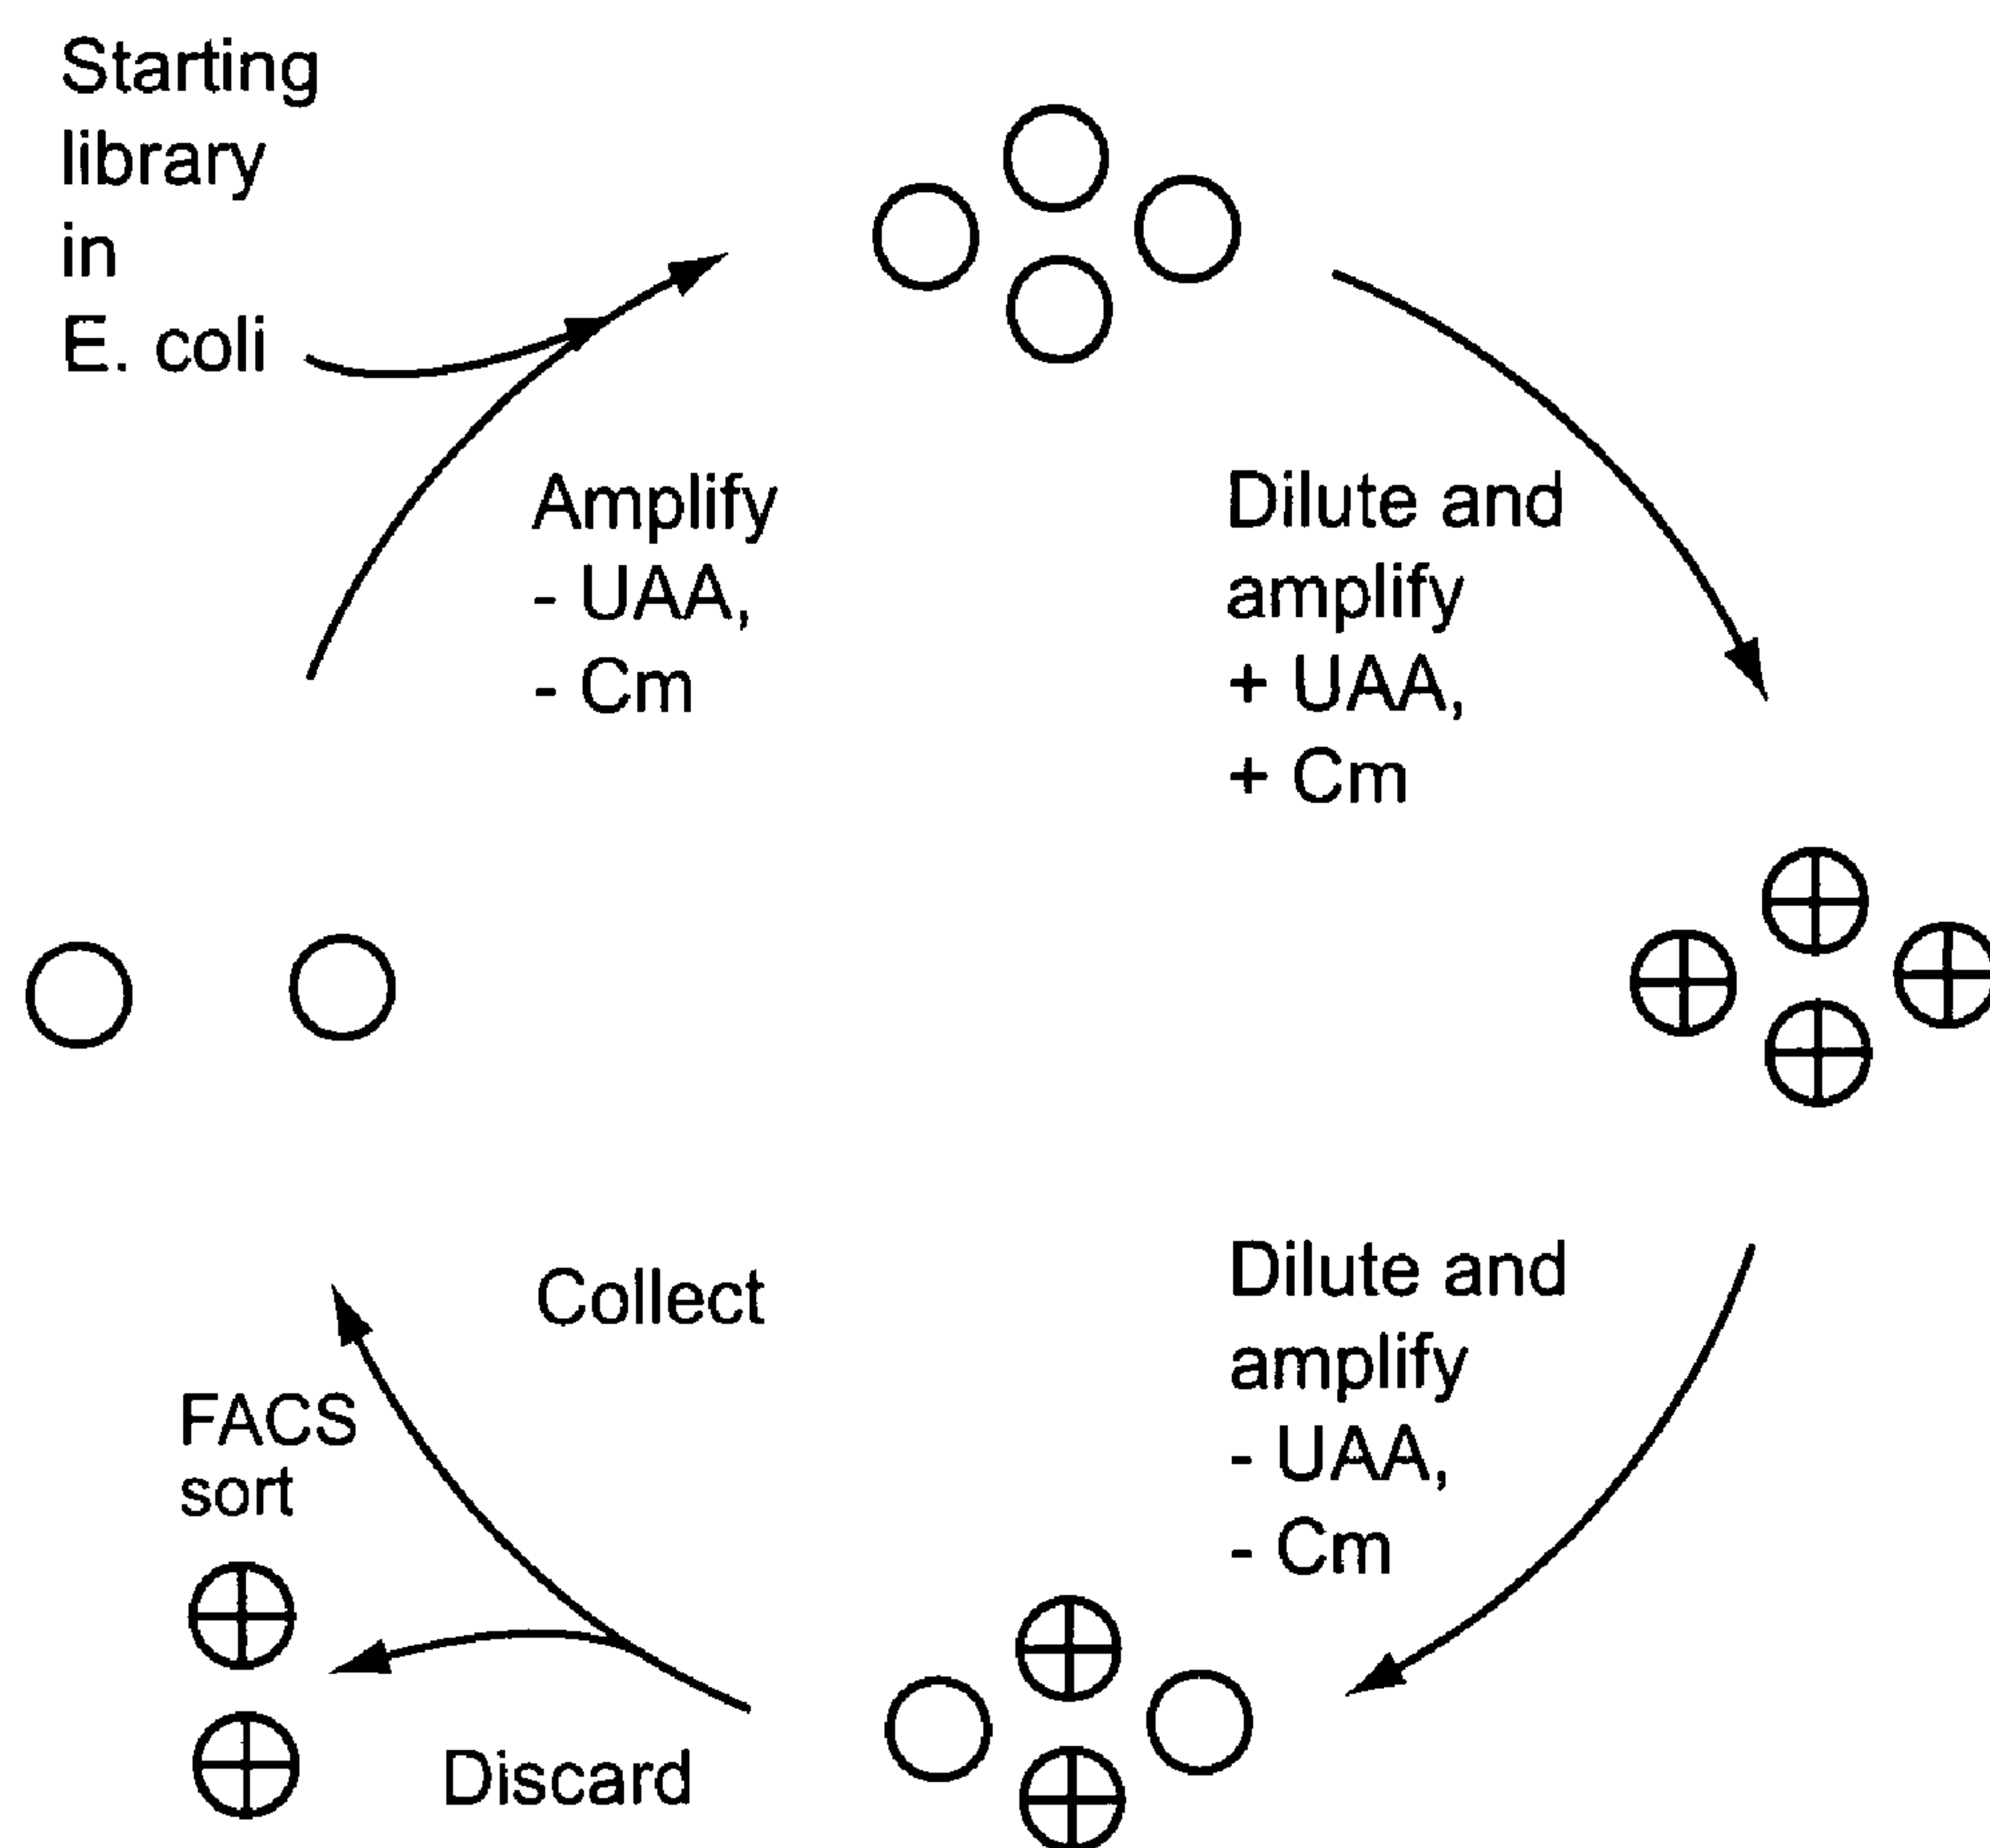 Starting
library
in
E. coli
Amplify
- UAA,
- Cm
Dilute and
amplify
+ UAA,
+ Cm
Dilute and
amplify
- UAA,
- Cm
Collect
FACS
sort
Discard